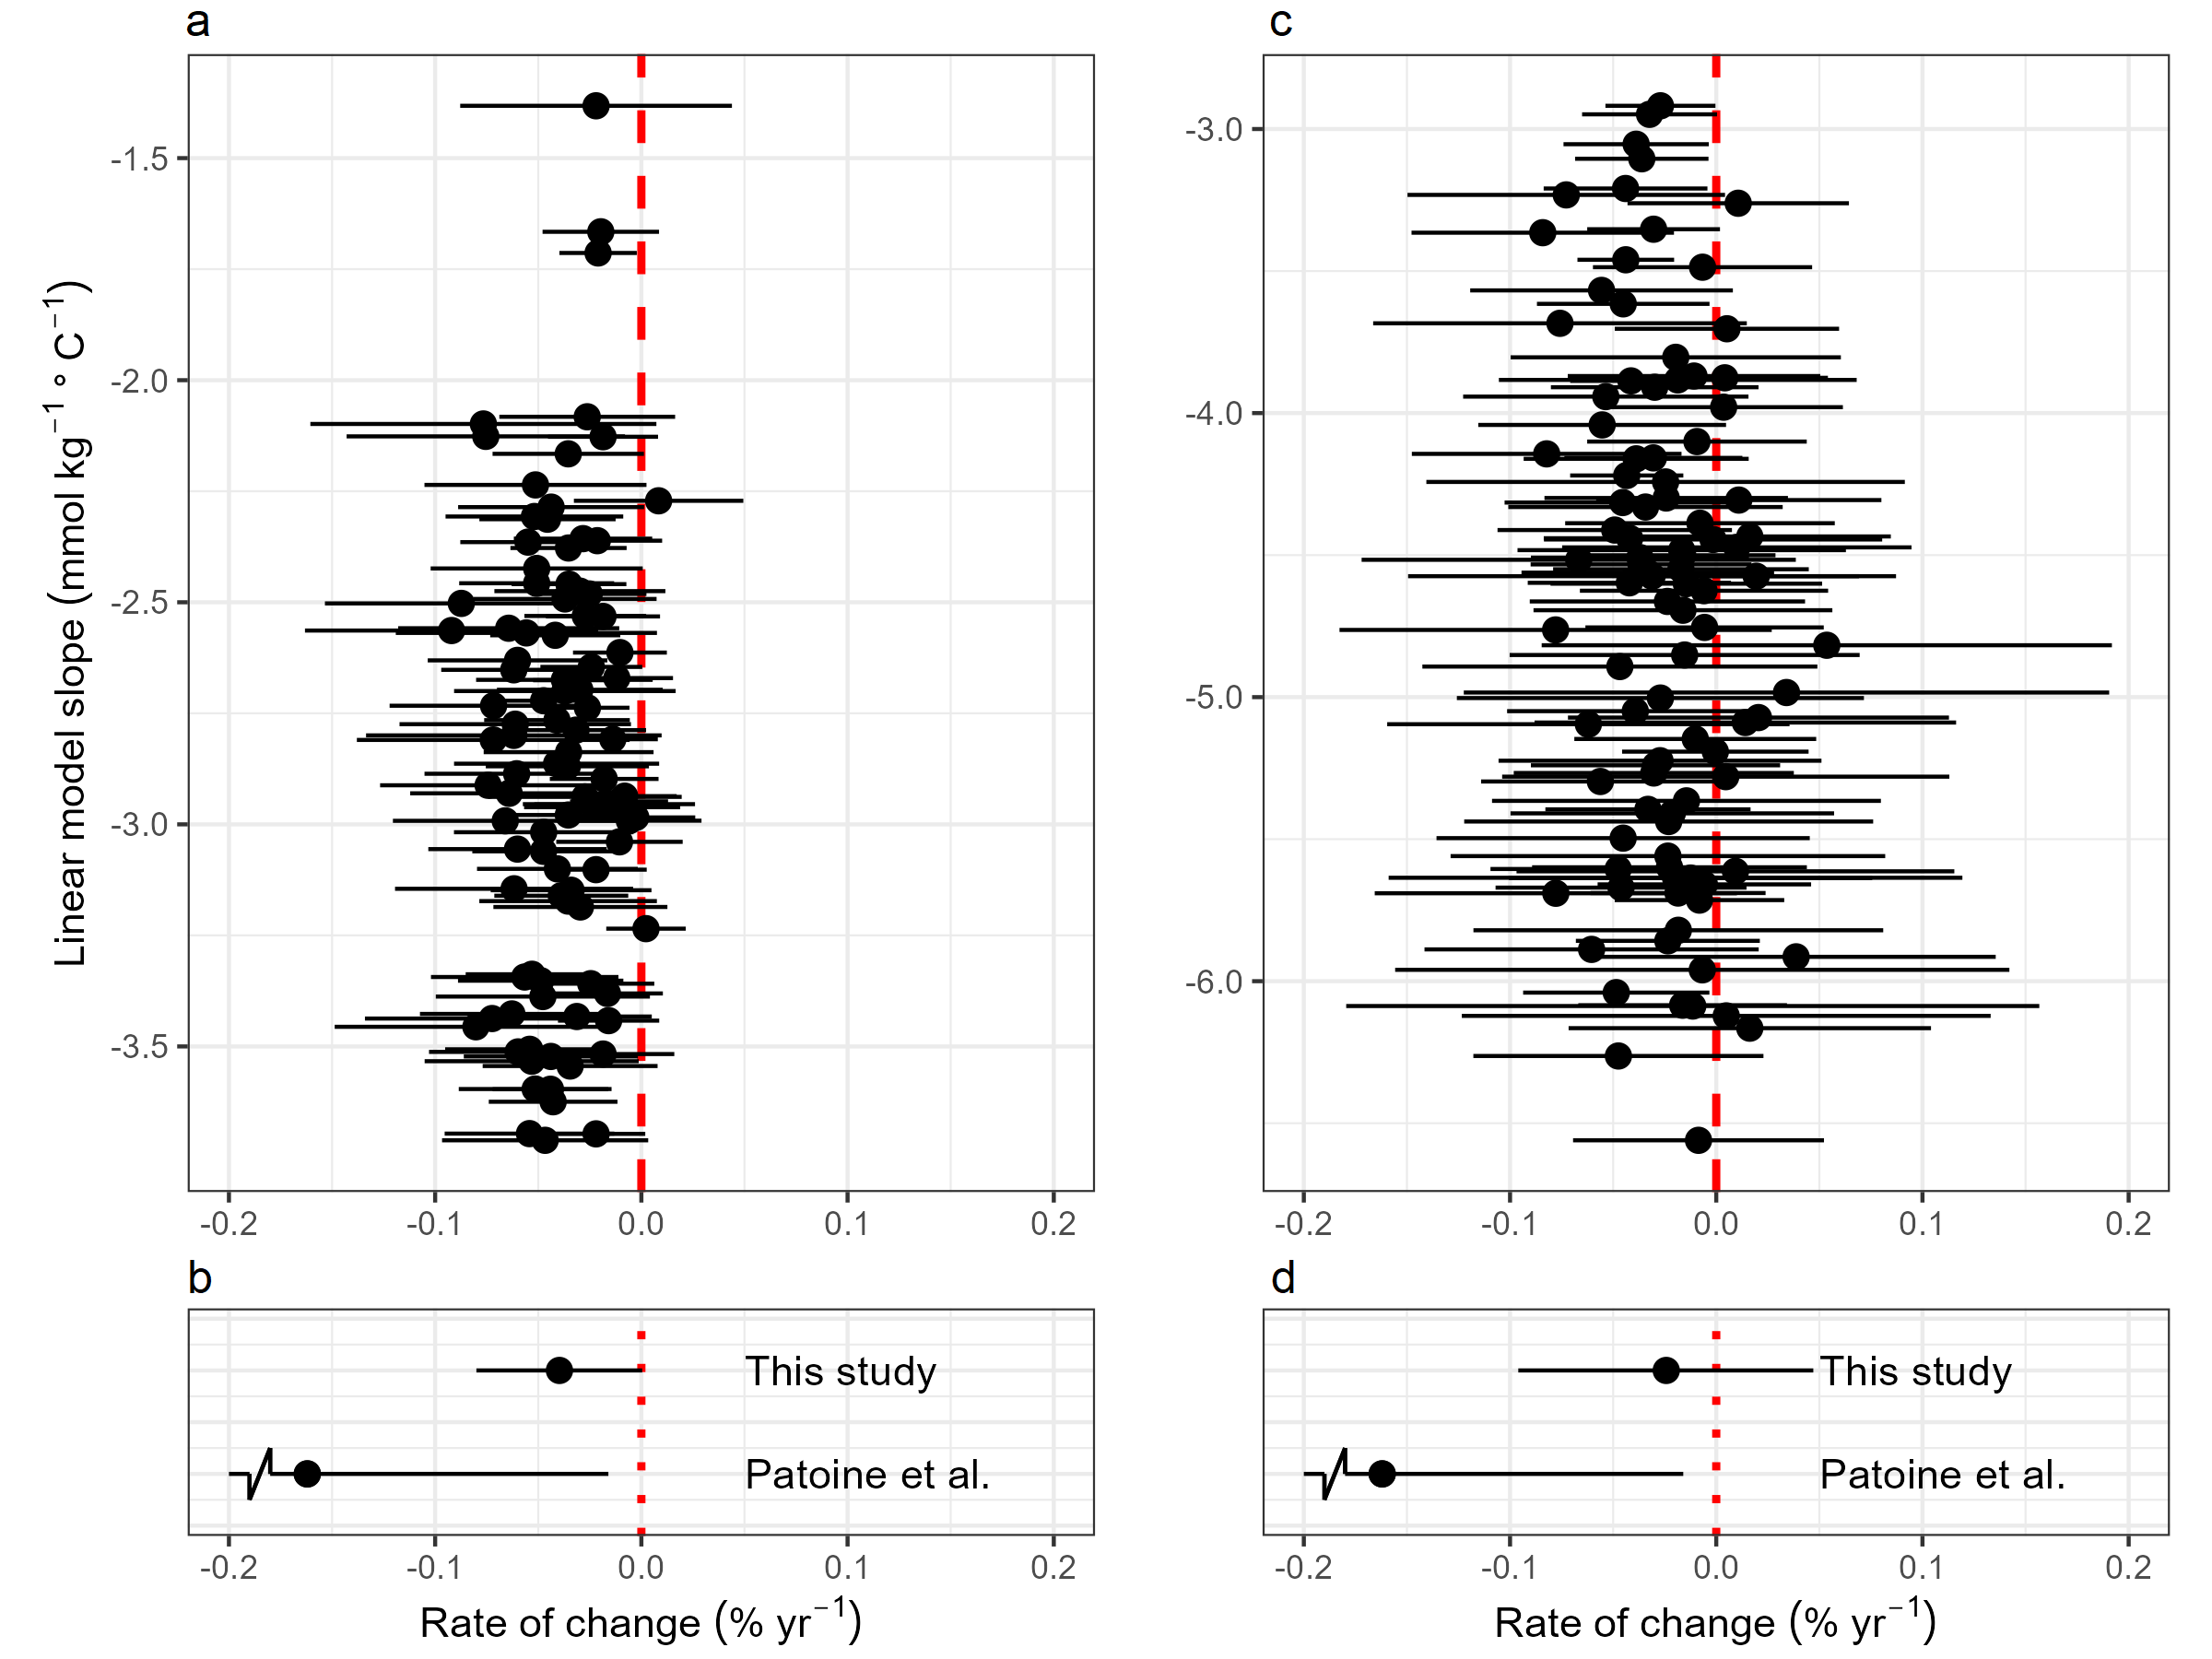 a
Linear model slope (mmol kg⁻¹ ° C⁻¹)
-1.5
-2.0
-2.5
-3.0
-3.5
-0.2 -0.1 0.0 0.1 0.2
c
-3.0
-4.0
-5.0
-6.0
-0.2 -0.1 0.0 0.1 0.2
b
This study
Patoine et al.
-0.2 -0.1 0.0 0.1 0.2
Rate of change (% yr⁻¹)
d
This study
Patoine et al.
-0.2 -0.1 0.0 0.1 0.2
Rate of change (% yr⁻¹)